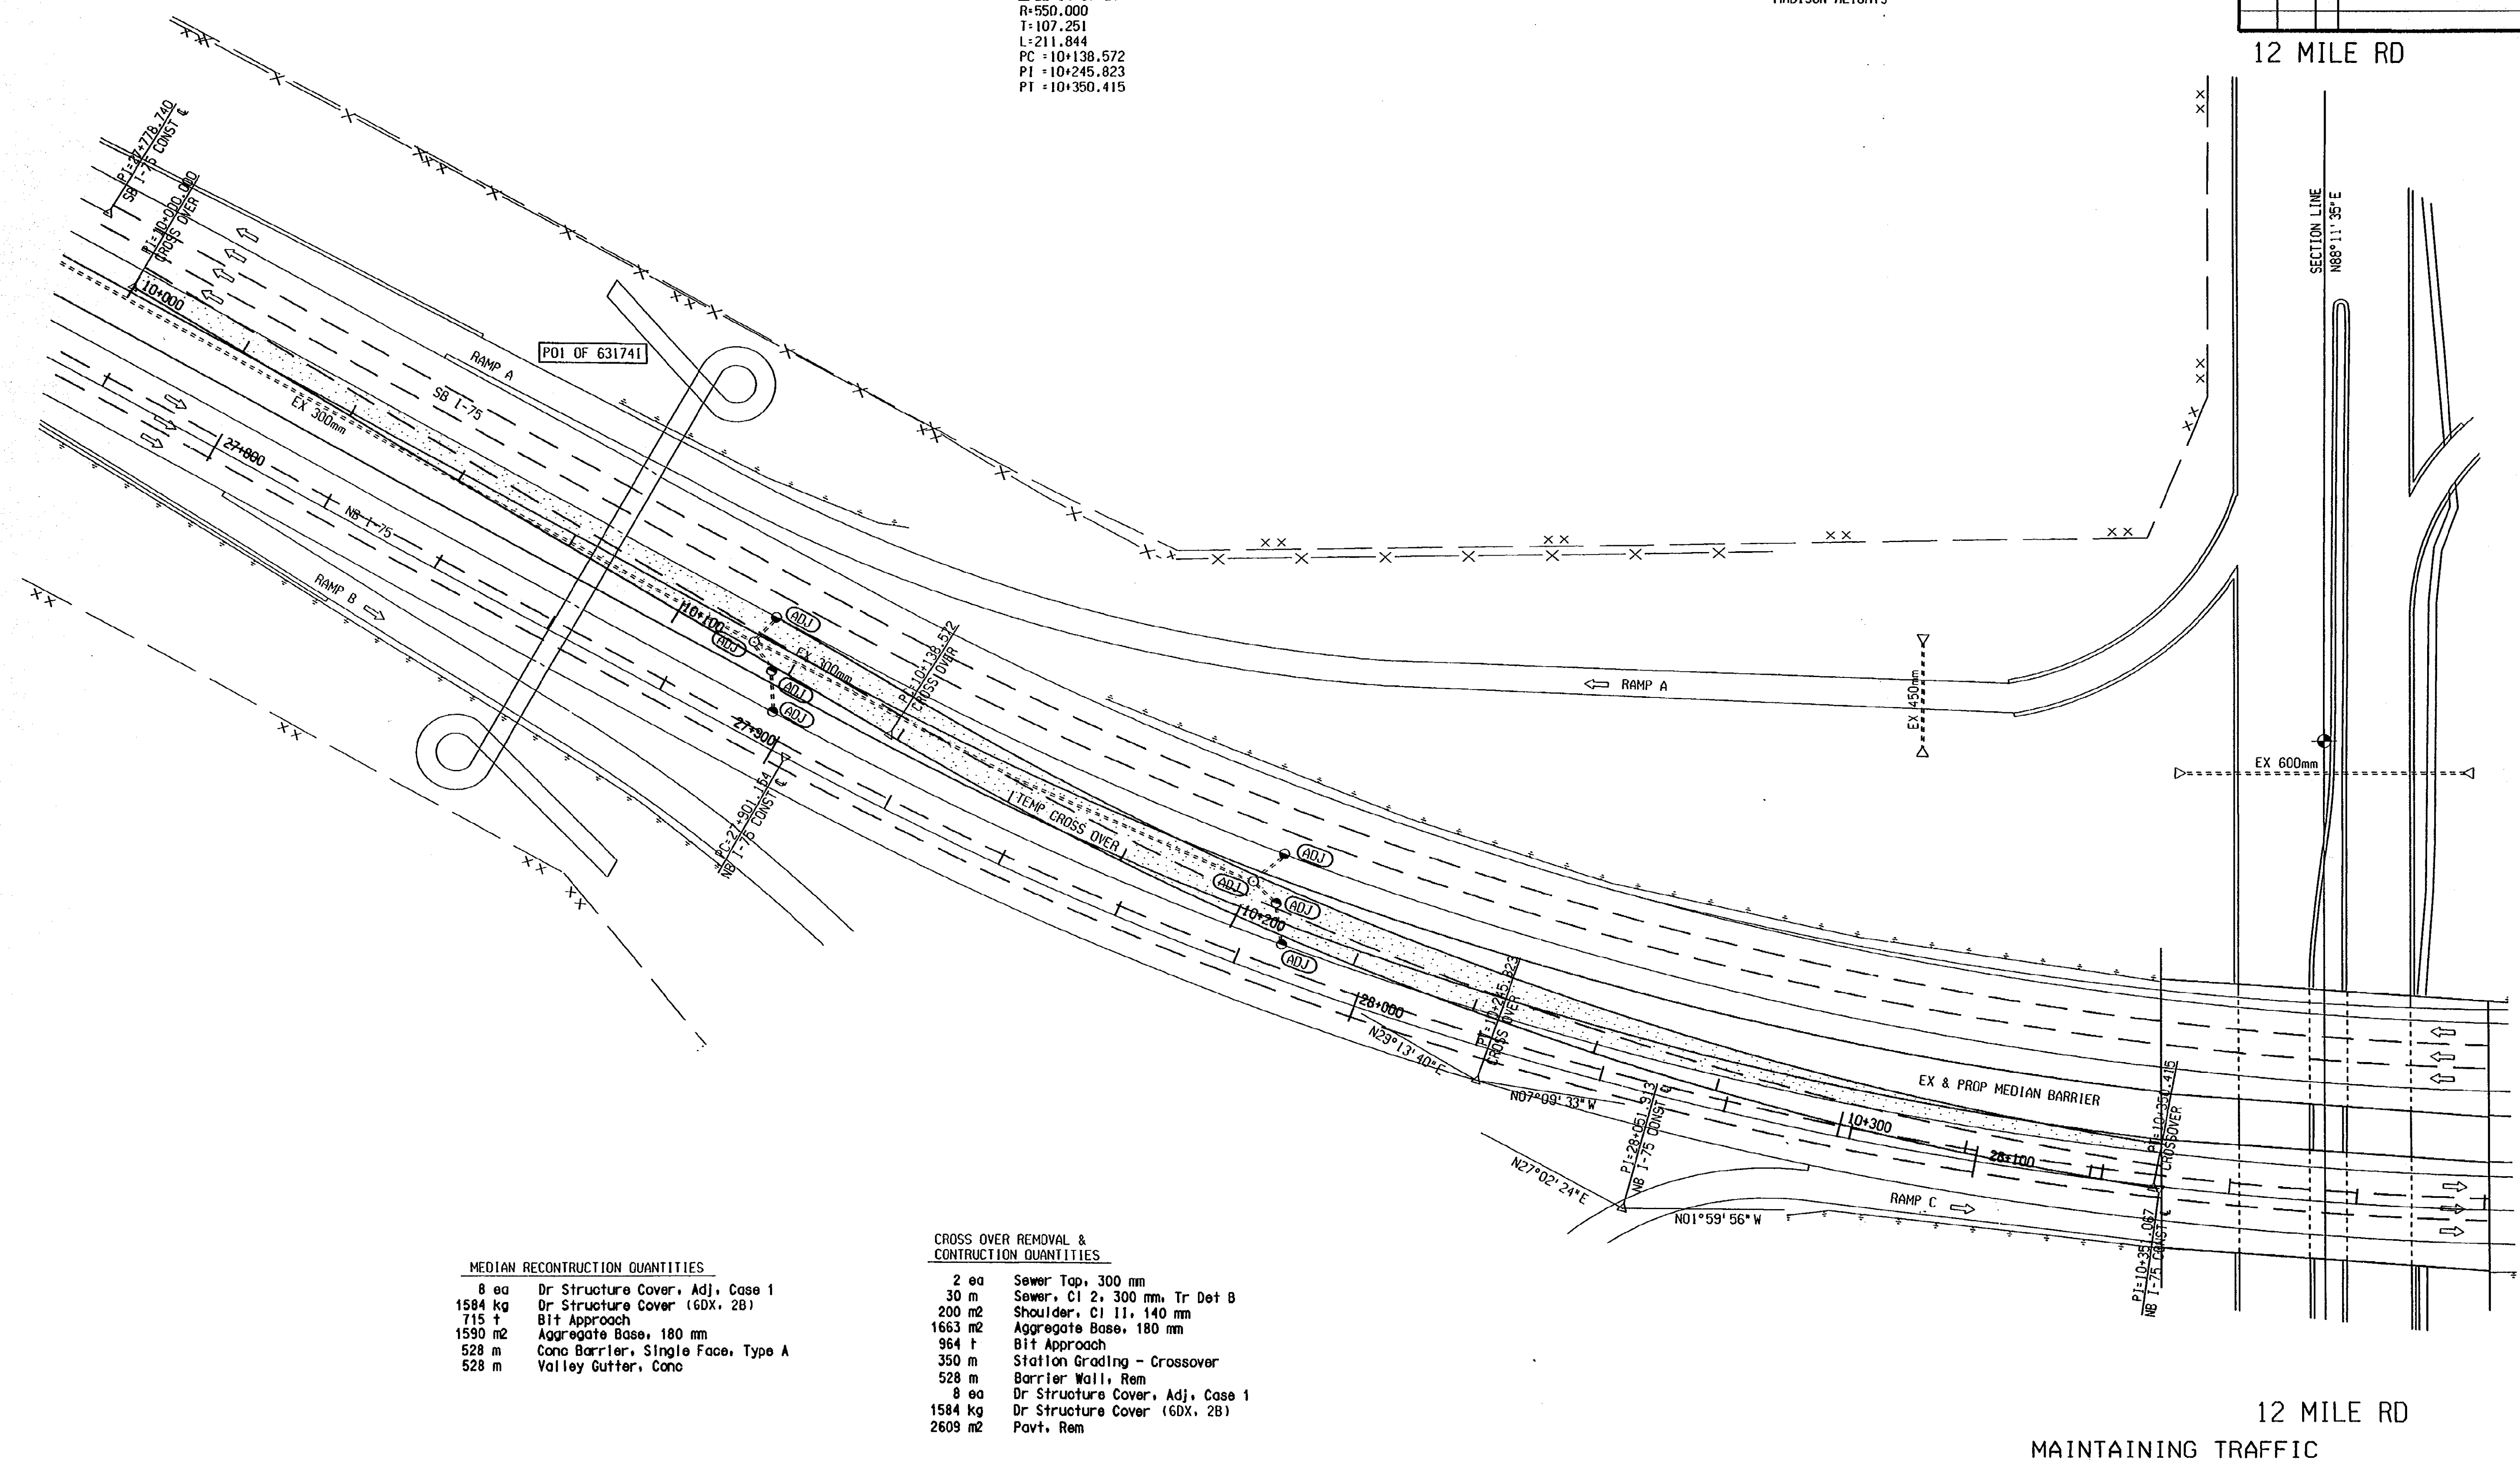 R=550.000
T=107.251
L=211.844
PC =10+138.572
PI =10+245.823
PT =10+350.415
MADISON HEIGHTS
12 MILE RD
PI=27+778.740
SB I-75 CONST ℄
PI=10+000.000
CROSS OVER
10+000
SECTION LINE
N88°11'35"E
P01 OF 63174I
RAMP A
SB I-75
EX 300mm
27+800
NB I-75
RAMP B
10+100
ADJ
ADJ
ADJ
ADJ
EX 300mm
PC=10+138.572
CROSS OVER
RAMP A
EX 450mm
EX 600mm
27+900
PC=27+901.154
NB I-75 CONST ℄
TEMP CROSS OVER
ADJ
ADJ
ADJ
10+200
ADJ
PI=10+245.823
CROSS OVER
28+000
N29°13'40"E
N07°09'33"W
PI=28+051.913
NB I-75 CONST ℄
EX & PROP MEDIAN BARRIER
10+300
28+100
PT=10+350.415
CROSSOVER
N27°02'24"E
N01°59'56"W
RAMP C
PI=10+351.067
NB I-75 CONST ℄
MEDIAN RECONTRUCTION QUANTITIES
8 ea Dr Structure Cover, Adj, Case 1
1584 kg Dr Structure Cover (GDX, 2B)
715 t Bit Approach
1590 m2 Aggregate Base, 180 mm
528 m Conc Barrier, Single Face, Type A
528 m Valley Gutter, Conc
CROSS OVER REMOVAL &
CONTRUCTION QUANTITIES
2 ea Sewer Tap, 300 mm
30 m Sewer, Cl 2, 300 mm, Tr Det B
200 m2 Shoulder, Cl II, 140 mm
1663 m2 Aggregate Base, 180 mm
964 t Bit Approach
350 m Station Grading - Crossover
528 m Barrier Wall, Rem
8 ea Dr Structure Cover, Adj, Case 1
1584 kg Dr Structure Cover (GDX, 2B)
2609 m2 Pavt, Rem
12 MILE RD
MAINTAINING TRAFFIC